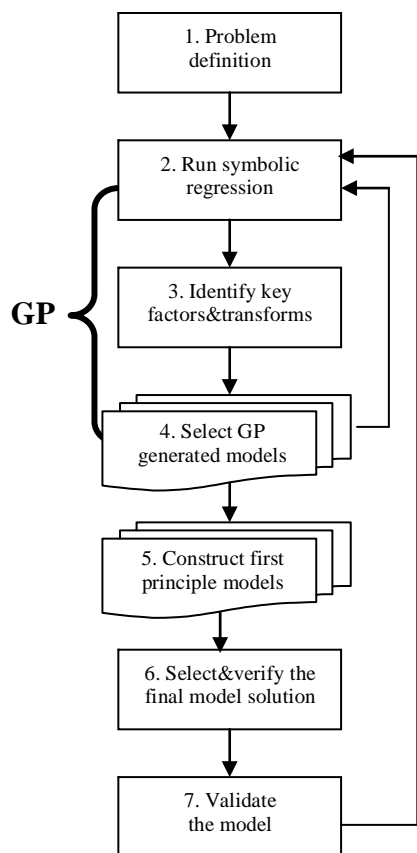 1. Problem
definition
2. Run symbolic
regression
3. Identify key
factors&transforms
GP
4. Select GP
generated models
5. Construct first
principle models
6. Select&verify the
final model solution
7. Validate
the model